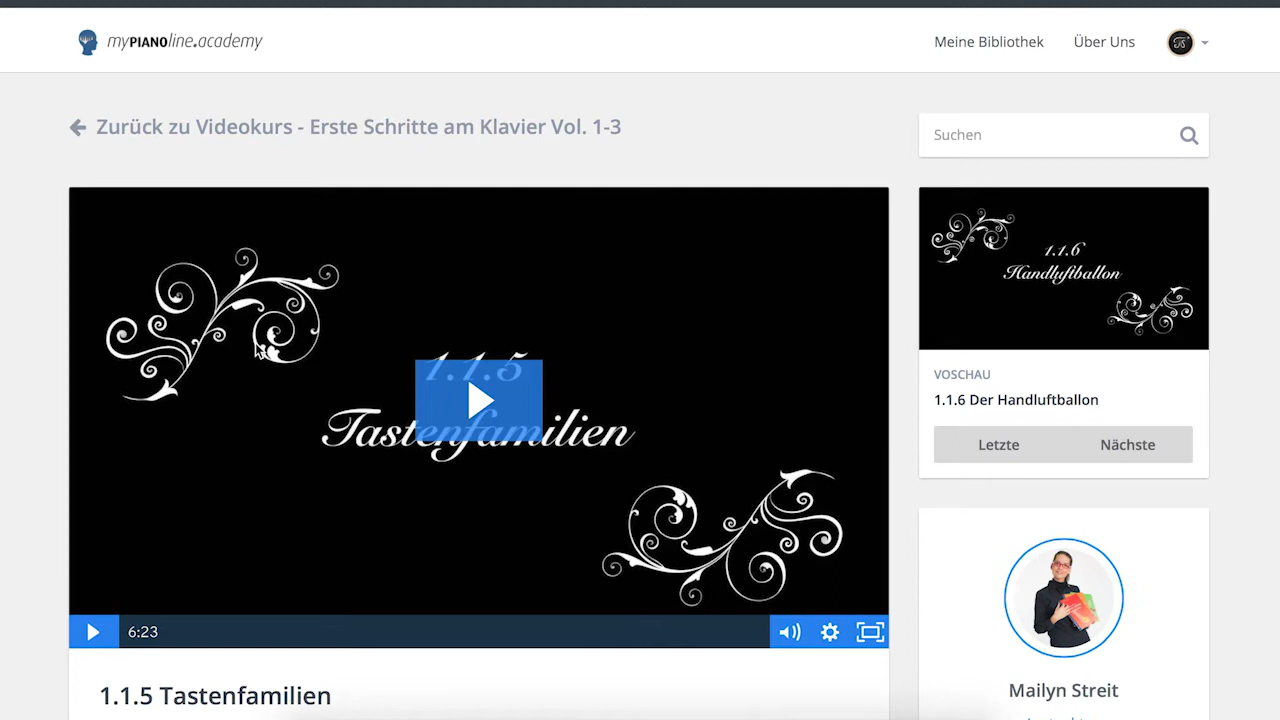 myPIANOline.academy
Meine Bibliothek
Über Uns
Zurück zu Videokurs - Erste Schritte am Klavier Vol. 1-3
Suchen
1.1.5
Tastenfamilien
6:23
1.1.5 Tastenfamilien
1.1.6
Handluftballon
VOSCHAU
1.1.6 Der Handluftballon
Letzte
Nächste
Mailyn Streit